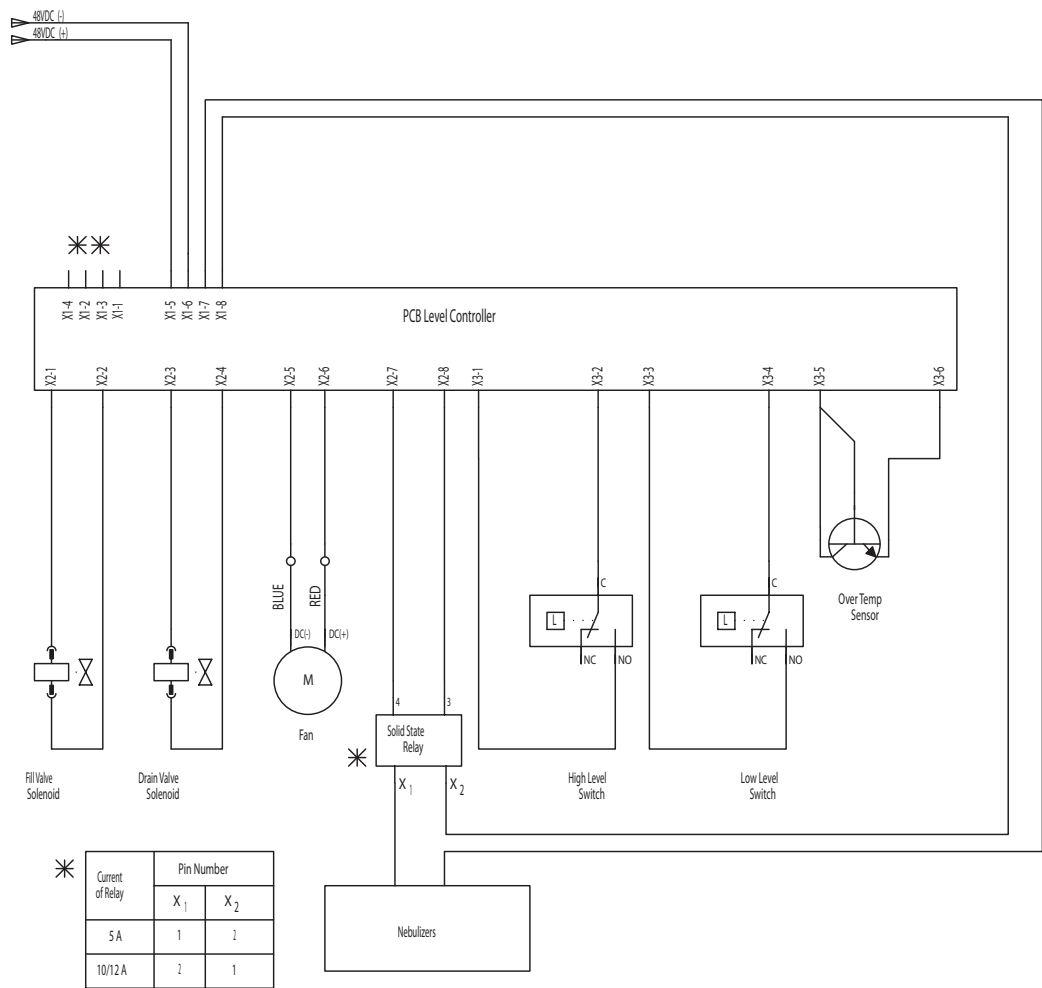 48VDC (-)
48VDC (+)
X1-4
X1-2
X1-3
X1-1
X1-5
X1-6
X1-7
X1-8
PCB Level Controller
X2-1
X2-2
X2-3
X2-4
X2-5
X2-6
X2-7
X2-8
X3-1
X3-2
X3-3
X3-4
X3-5
X3-6
BLUE
RED
DC(-)
DC(+)
M
Fan
4
3
Solid State
Relay
X 1
X 2
C
L
NC
NO
C
L
NC
NO
Over Temp
Sensor
Fill Valve
Solenoid
Drain Valve
Solenoid
High Level
Switch
Low Level
Switch
Current
of Relay
Pin Number
X 1
X 2
5 A
1
2
10/12 A
2
1
Nebulizers